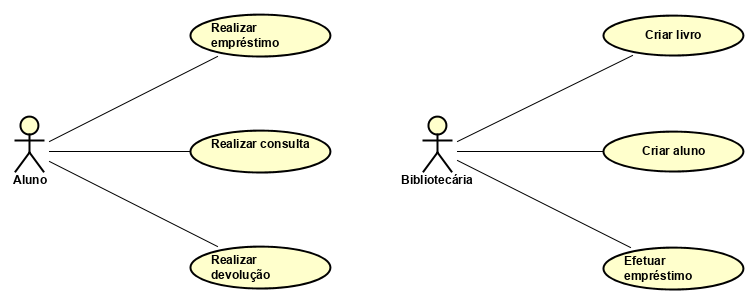 Realizar
empréstimo
Realizar consulta
Aluno
Realizar
devolução
Criar livro
Criar aluno
Bibliotecária
Efetuar
empréstimo